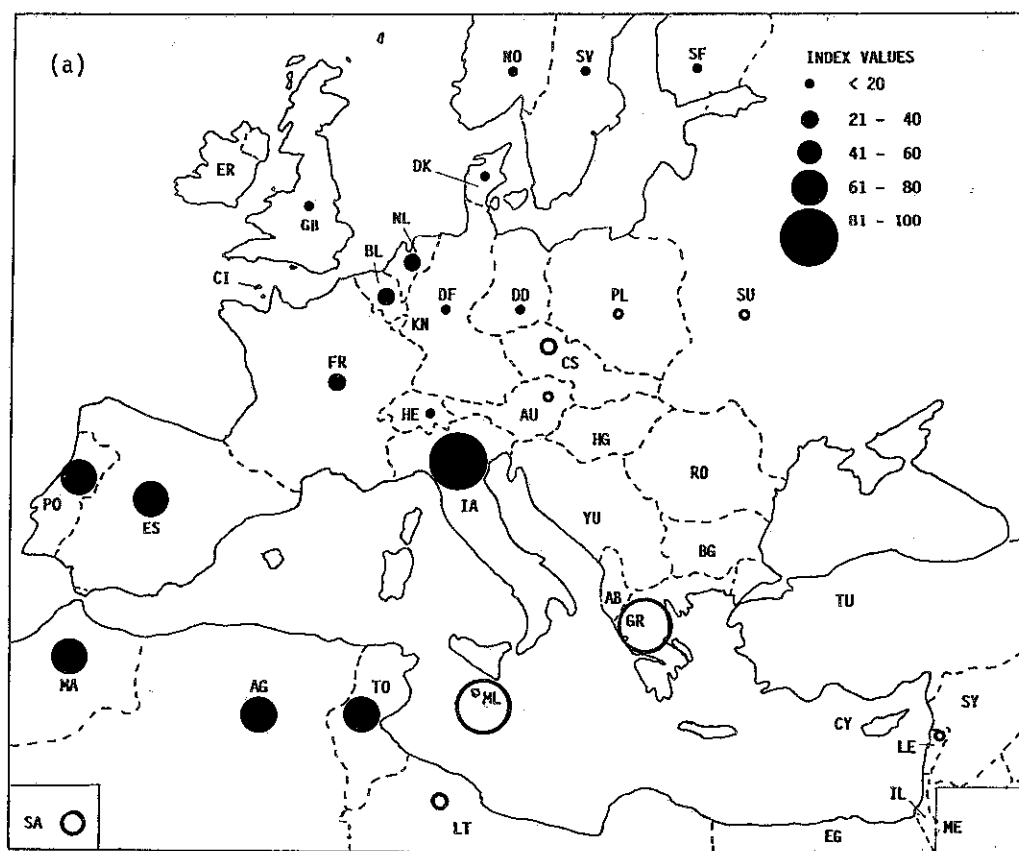 (a)
NO
SV
SF
INDEX VALUES
< 20
21 - 40
41 - 60
61 - 80
81 - 100
ER
GB
DK
NL
BL
CI
KN
DF
DD
PL
SU
CS
FR
HE
AU
HG
RO
PO
ES
IA
YU
BG
AB
GR
TU
MA
AG
TO
ML
CY
SY
LE
IL
SA
LT
EG
ME